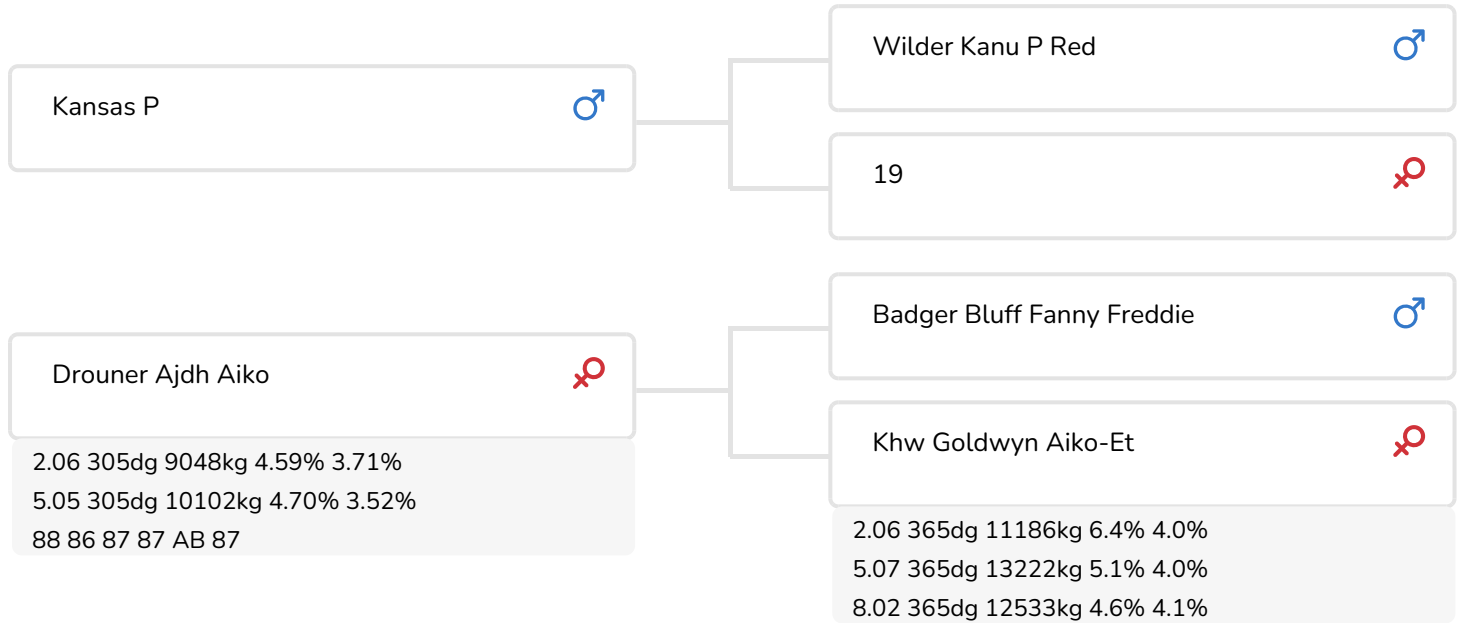 Wilder Kanu P Red
Kansas P
19
Badger Bluff Fanny Freddie
Drouner Ajdh Aiko
2.06 305dg 9048kg 4.59% 3.71%
5.05 305dg 10102kg 4.70% 3.52%
88 86 87 87 AB 87
Khw Goldwyn Aiko-Et
2.06 365dg 11186kg 6.4% 4.0%
5.07 365dg 13222kg 5.1% 4.0%
8.02 365dg 12533kg 4.6% 4.1%